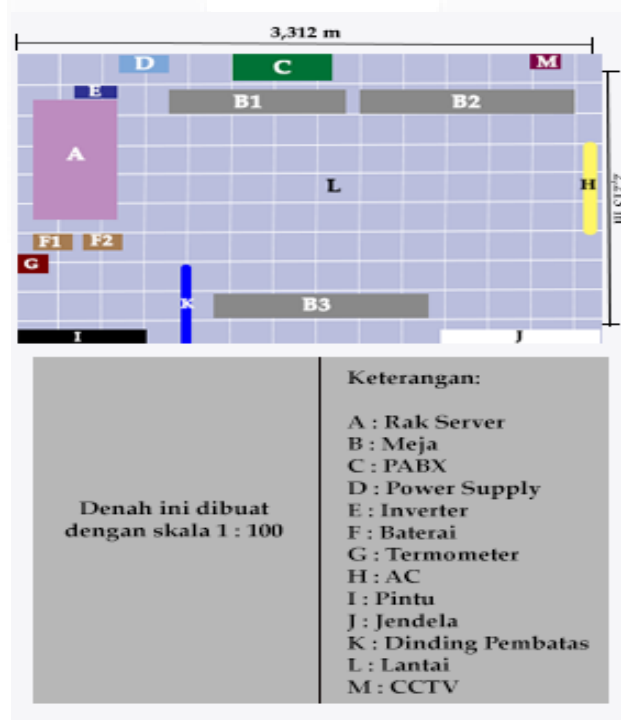 3,312 m
D
C
M
E
B1
B2
A
L
H
F1
F2
G
K
B3
I
J
Keterangan:
A : Rak Server
B : Meja
C : PABX
D : Power Supply
E : Inverter
F : Baterai
G : Termometer
H : AC
I : Pintu
J : Jendela
K : Dinding Pembatas
L : Lantai
M : CCTV
Denah ini dibuat
dengan skala 1 : 100